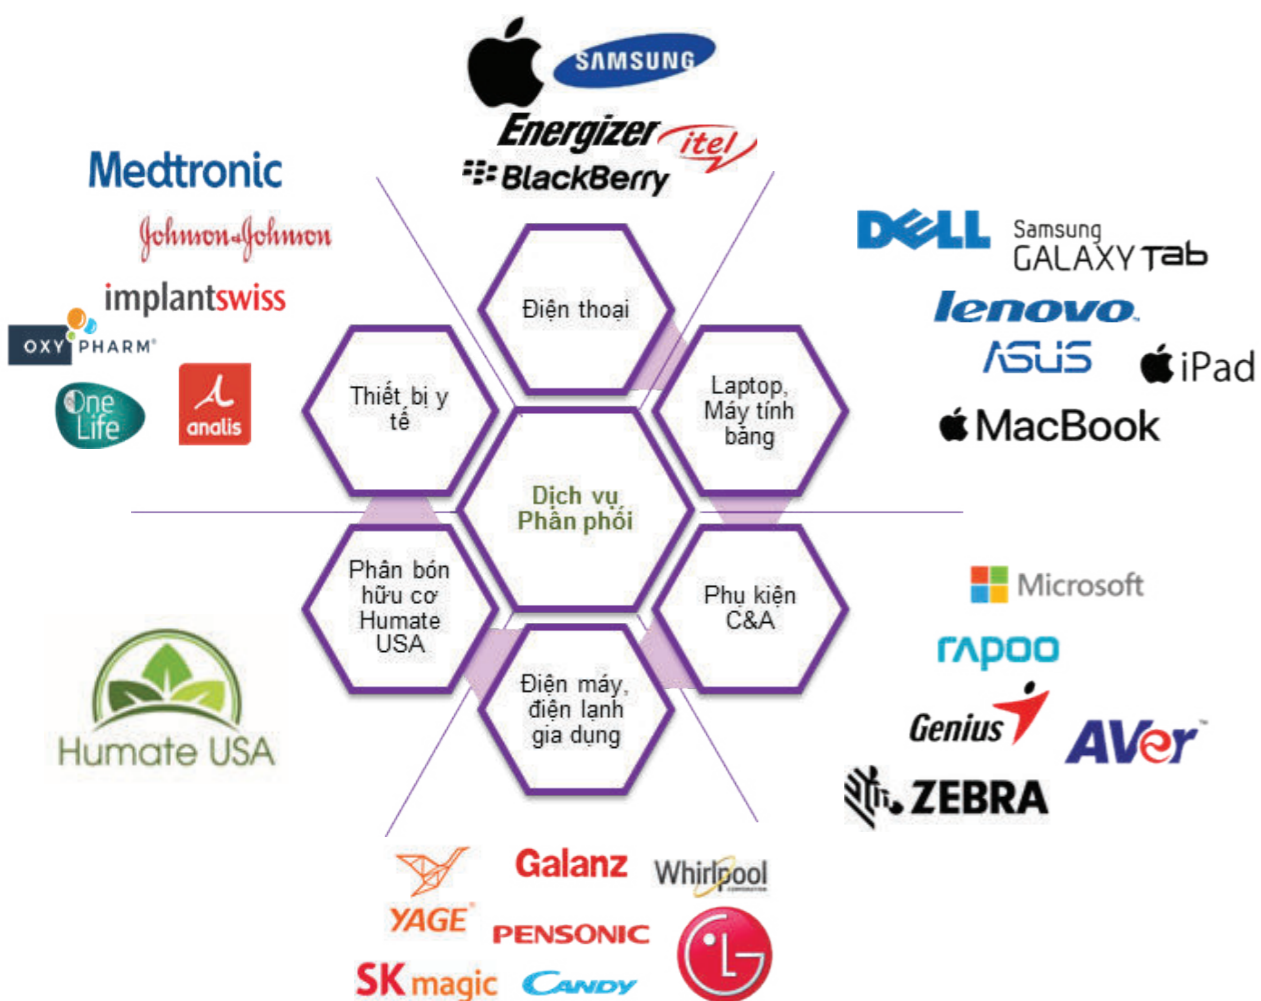 SAMSUNG
Energizer
itel
BlackBerry
Điện thoại
Medtronic
Johnson & Johnson
implantswiss
OXY PHARM®
One
Life
analis
Thiết bị y
tế
DELL
Samsung
GALAXY Tab
lenovo
ASUS
iPad
MacBook
Laptop,
Máy tính
bảng
Dịch vụ
Phân phối
Phân bón
hữu cơ
Humate
USA
Humate USA
Phụ kiện
C&A
Microsoft
rapoo
Genius
AVer™
ZEBRA
Điện máy,
điện lạnh
gia dụng
YAGE®
Galanz
Whirlpool
CORPORATION
PENSONIC
LG
SK magic
CANDY